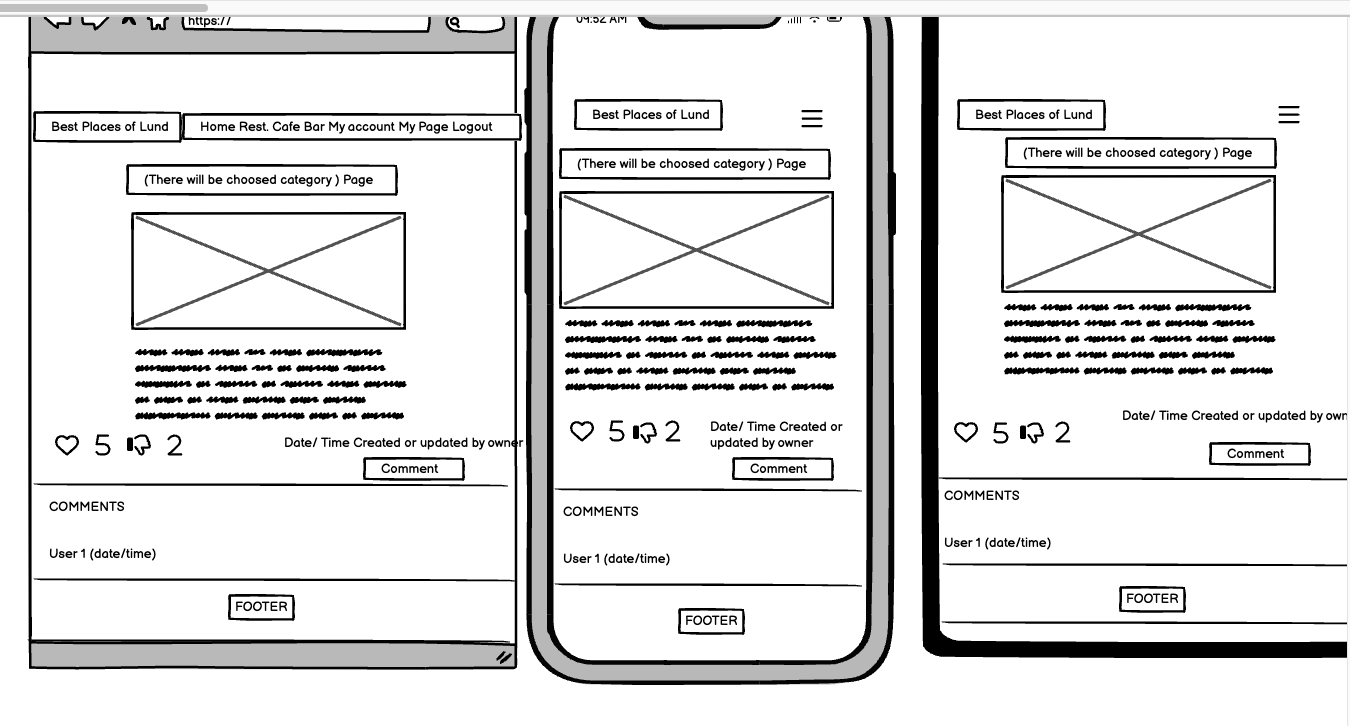 https://
Best Places of Lund
Home Rest. Cafe Bar My account My Page Logout
(There will be choosed category ) Page
5
2
Date/ Time Created or updated by owner
Comment
COMMENTS
User 1 (date/time)
FOOTER
09:52 AM
Best Places of Lund
(There will be choosed category ) Page
5
2
Date/ Time Created or
updated by owner
Comment
COMMENTS
User 1 (date/time)
FOOTER
Best Places of Lund
(There will be choosed category ) Page
5
2
Date/ Time Created or updated by own
Comment
COMMENTS
User 1 (date/time)
FOOTER